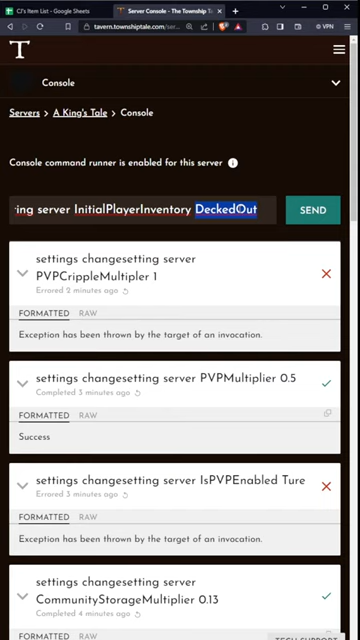 CJ's Item List - Google Sheets
Server Console - The Township T
tavern.townshiptale.com/ser...
VPN
T
Console
Servers > A King's Tale > Console
Console command runner is enabled for this server
ing server InitialPlayerInventory DeckedOut
SEND
settings changesetting server
PVPCrippleMultipler 1
Errored 2 minutes ago
FORMATTED RAW
Exception has been thrown by the target of an invocation.
settings changesetting server PVPMultiplier 0.5
Completed 3 minutes ago
FORMATTED RAW
Success
settings changesetting server IsPVPEnabled Ture
Errored 3 minutes ago
FORMATTED RAW
Exception has been thrown by the target of an invocation.
settings changesetting server
CommunityStorageMultiplier 0.13
Completed 4 minutes ago
FORMATTED RAW
TECH SUPPORT